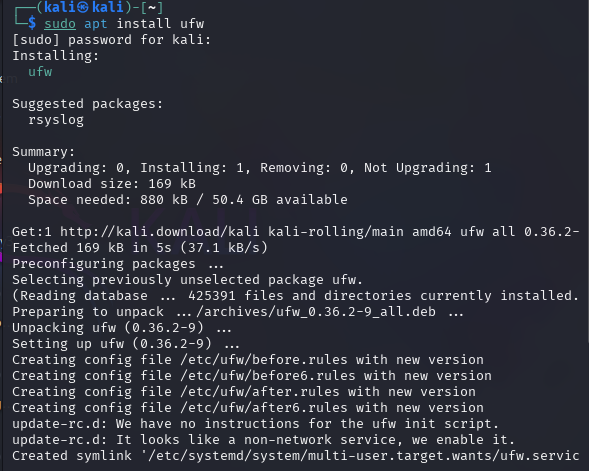 ┌──(kali㉿kali)-[~]
└─$ sudo apt install ufw
[sudo] password for kali:
Installing:
  ufw

Suggested packages:
  rsyslog

Summary:
  Upgrading: 0, Installing: 1, Removing: 0, Not Upgrading: 1
  Download size: 169 kB
  Space needed: 880 kB / 50.4 GB available

Get:1 http://kali.download/kali kali-rolling/main amd64 ufw all 0.36.2-
Fetched 169 kB in 5s (37.1 kB/s)
Preconfiguring packages ...
Selecting previously unselected package ufw.
(Reading database ... 425391 files and directories currently installed.
Preparing to unpack .../archives/ufw_0.36.2-9_all.deb ...
Unpacking ufw (0.36.2-9) ...
Setting up ufw (0.36.2-9) ...
Creating config file /etc/ufw/before.rules with new version
Creating config file /etc/ufw/before6.rules with new version
Creating config file /etc/ufw/after.rules with new version
Creating config file /etc/ufw/after6.rules with new version
update-rc.d: We have no instructions for the ufw init script.
update-rc.d: It looks like a non-network service, we enable it.
Created symlink '/etc/systemd/system/multi-user.target.wants/ufw.servic